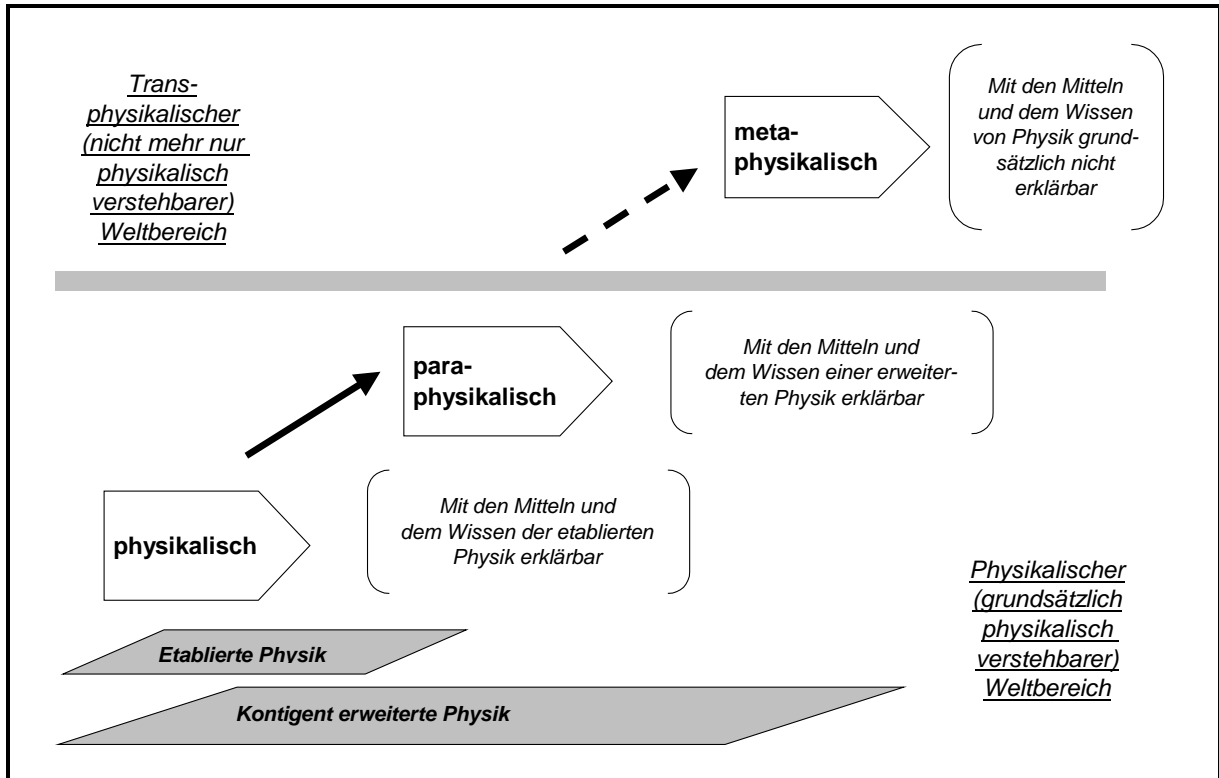 Trans-
physikalischer
(nicht mehr nur
physikalisch
verstehbarer)
Weltbereich
meta-
physikalisch
Mit den Mitteln
und dem Wissen
von Physik grund-
sätzlich nicht
erklärbar
para-
physikalisch
Mit den Mitteln und
dem Wissen einer erweiter-
ten Physik erklärbar
physikalisch
Mit den Mitteln und
dem Wissen der etablierten
Physik erklärbar
Physikalischer
(grundsätzlich
physikalisch
verstehbarer)
Weltbereich
Etablierte Physik
Kontigent erweiterte Physik